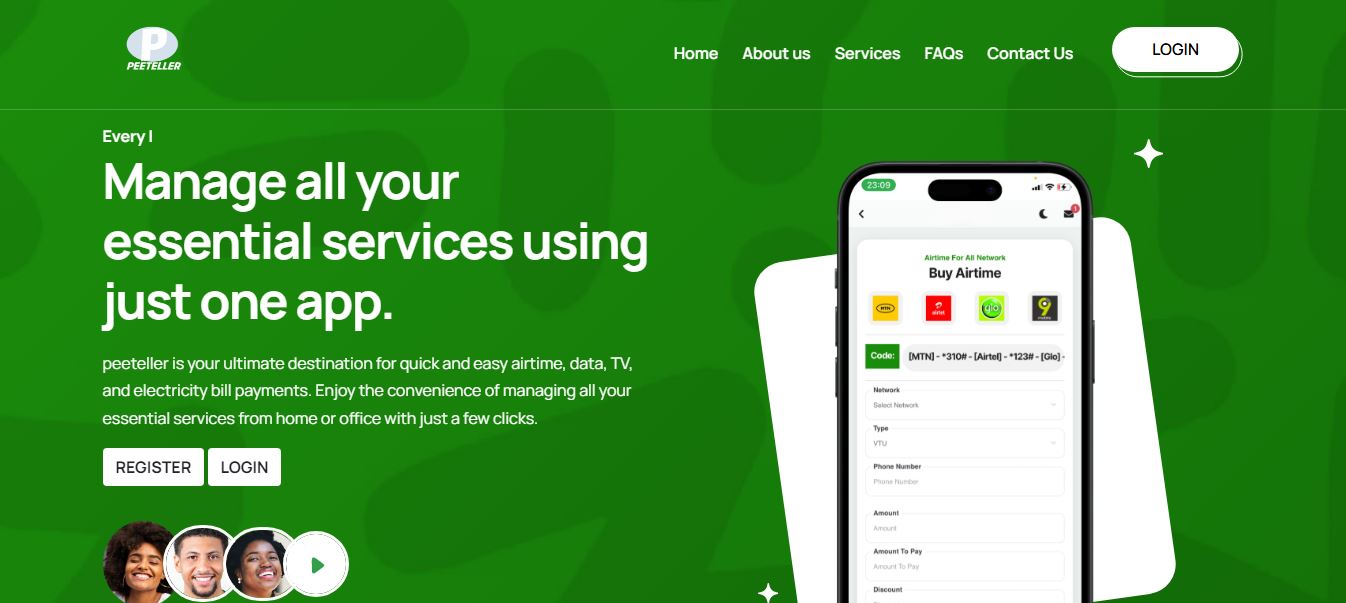 P
PEETELLER
Home About us Services FAQs Contact Us LOGIN
Every I
Manage all your
essential services using
just one app.
peeteller is your ultimate destination for quick and easy airtime, data, TV,
and electricity bill payments. Enjoy the convenience of managing all your
essential services from home or office with just a few clicks.
REGISTER LOGIN
23:09
1
Airtime For All Network
Buy Airtime
MTN airtel glo 9 mobile
Code: [MTN] - *310# - [Airtel] - *123# - [Glo] -
Network
Select Network
Type
VTU
Phone Number
Phone Number
Amount
Amount
Amount To Pay
Amount To Pay
Discount